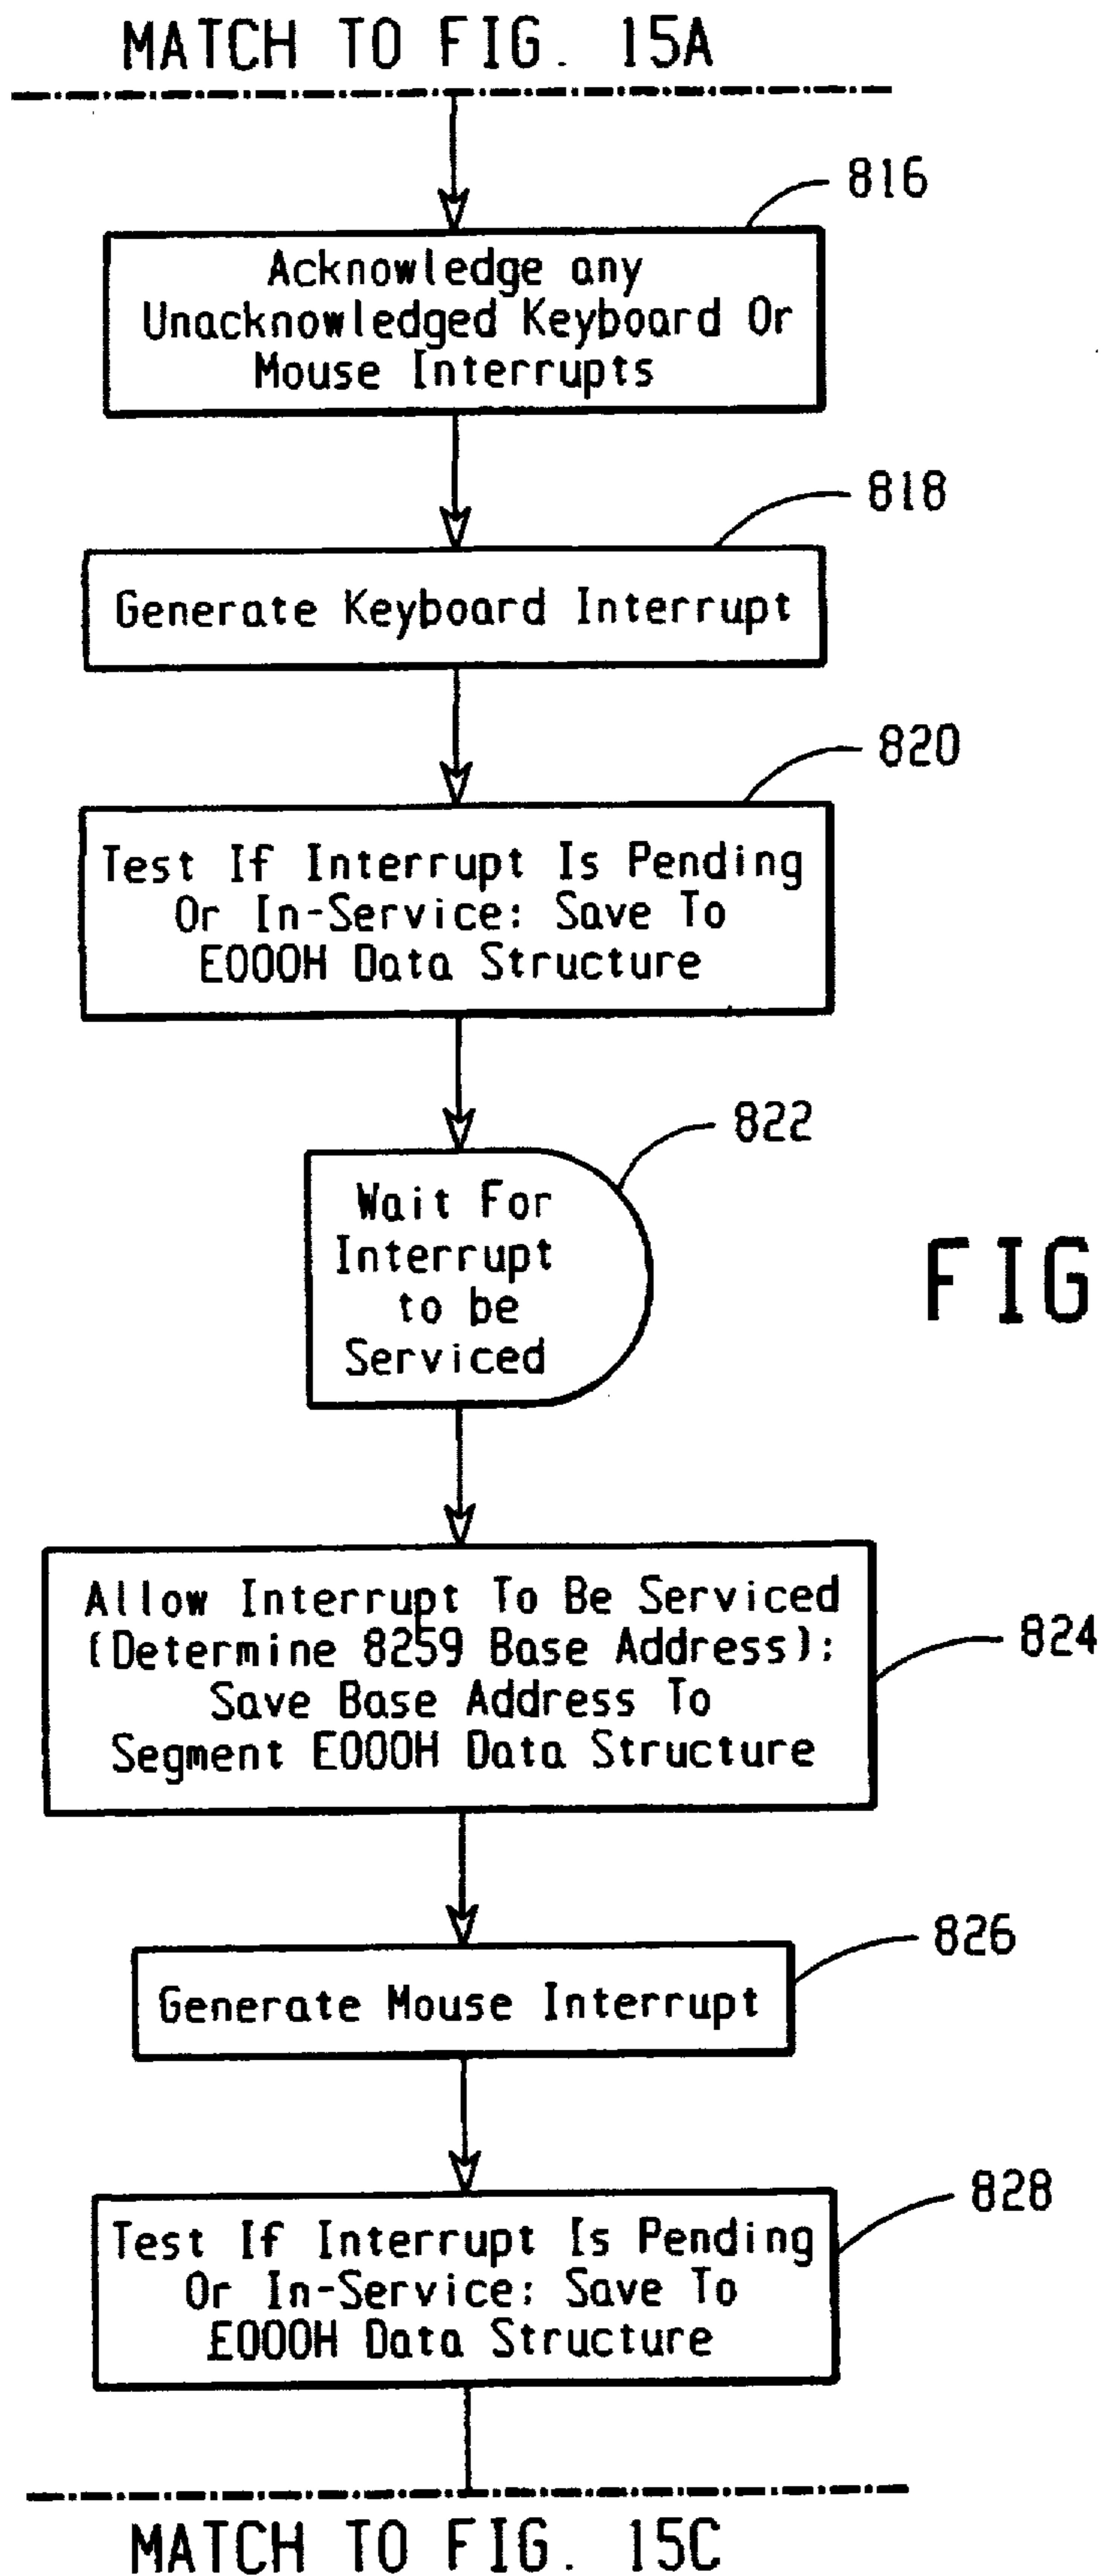 MATCH TO FIG. 15A
816
Acknowledge any
Unacknowledged Keyboard Or
Mouse Interrupts
818
Generate Keyboard Interrupt
820
Test If Interrupt Is Pending
Or In-Service; Save To
E000H Data Structure
822
Wait For
Interrupt
to be
Serviced
FIG
824
Allow Interrupt To Be Serviced
(Determine 8259 Base Address);
Save Base Address To
Segment E000H Data Structure
826
Generate Mouse Interrupt
828
Test If Interrupt Is Pending
Or In-Service; Save To
E000H Data Structure
MATCH TO FIG. 15C